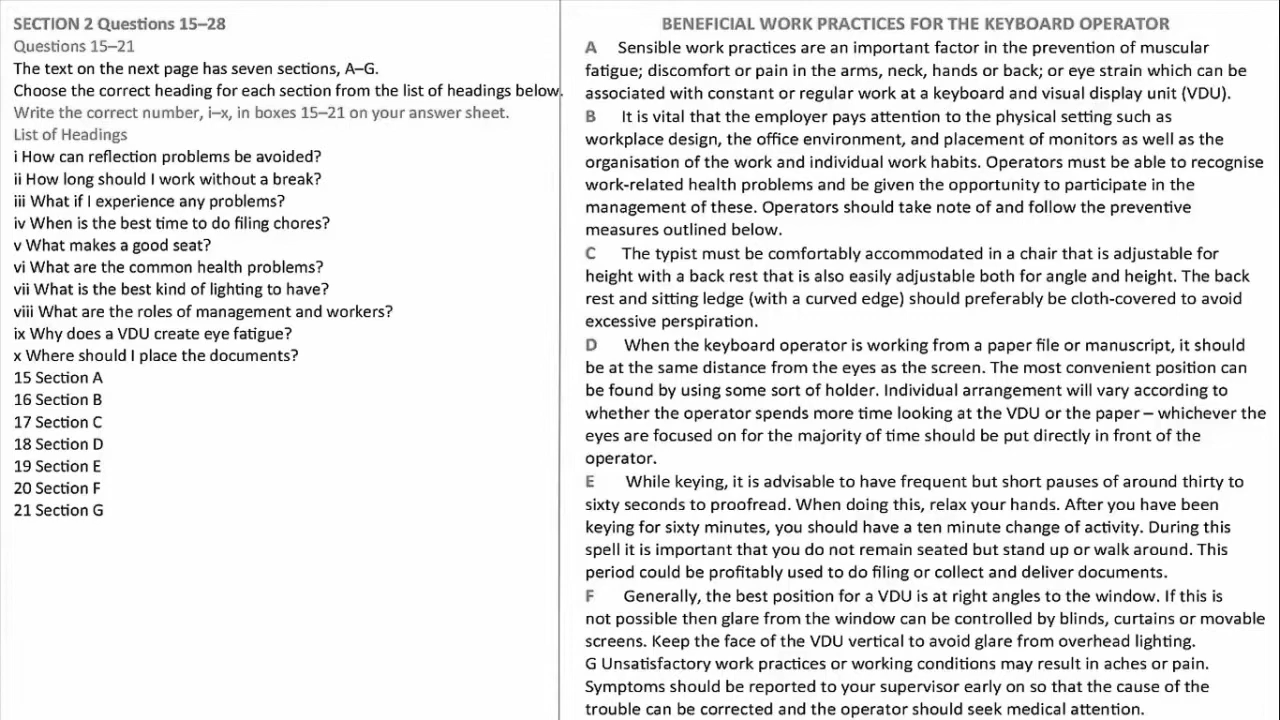 SECTION 2 Questions 15–28
Questions 15–21
The text on the next page has seven sections, A–G.
Choose the correct heading for each section from the list of headings below.
Write the correct number, i–x, in boxes 15–21 on your answer sheet.
List of Headings
i How can reflection problems be avoided?
ii How long should I work without a break?
iii What if I experience any problems?
iv When is the best time to do filing chores?
v What makes a good seat?
vi What are the common health problems?
vii What is the best kind of lighting to have?
viii What are the roles of management and workers?
ix Why does a VDU create eye fatigue?
x Where should I place the documents?
15 Section A
16 Section B
17 Section C
18 Section D
19 Section E
20 Section F
21 Section G
BENEFICIAL WORK PRACTICES FOR THE KEYBOARD OPERATOR
A Sensible work practices are an important factor in the prevention of muscular
fatigue; discomfort or pain in the arms, neck, hands or back; or eye strain which can be
associated with constant or regular work at a keyboard and visual display unit (VDU).
B It is vital that the employer pays attention to the physical setting such as
workplace design, the office environment, and placement of monitors as well as the
organisation of the work and individual work habits. Operators must be able to recognise
work-related health problems and be given the opportunity to participate in the
management of these. Operators should take note of and follow the preventive
measures outlined below.
C The typist must be comfortably accommodated in a chair that is adjustable for
height with a back rest that is also easily adjustable both for angle and height. The back
rest and sitting ledge (with a curved edge) should preferably be cloth-covered to avoid
excessive perspiration.
D When the keyboard operator is working from a paper file or manuscript, it should
be at the same distance from the eyes as the screen. The most convenient position can
be found by using some sort of holder. Individual arrangement will vary according to
whether the operator spends more time looking at the VDU or the paper – whichever the
eyes are focused on for the majority of time should be put directly in front of the
operator.
E While keying, it is advisable to have frequent but short pauses of around thirty to
sixty seconds to proofread. When doing this, relax your hands. After you have been
keying for sixty minutes, you should have a ten minute change of activity. During this
spell it is important that you do not remain seated but stand up or walk around. This
period could be profitably used to do filing or collect and deliver documents.
F Generally, the best position for a VDU is at right angles to the window. If this is
not possible then glare from the window can be controlled by blinds, curtains or movable
screens. Keep the face of the VDU vertical to avoid glare from overhead lighting.
G Unsatisfactory work practices or working conditions may result in aches or pain.
Symptoms should be reported to your supervisor early on so that the cause of the
trouble can be corrected and the operator should seek medical attention.